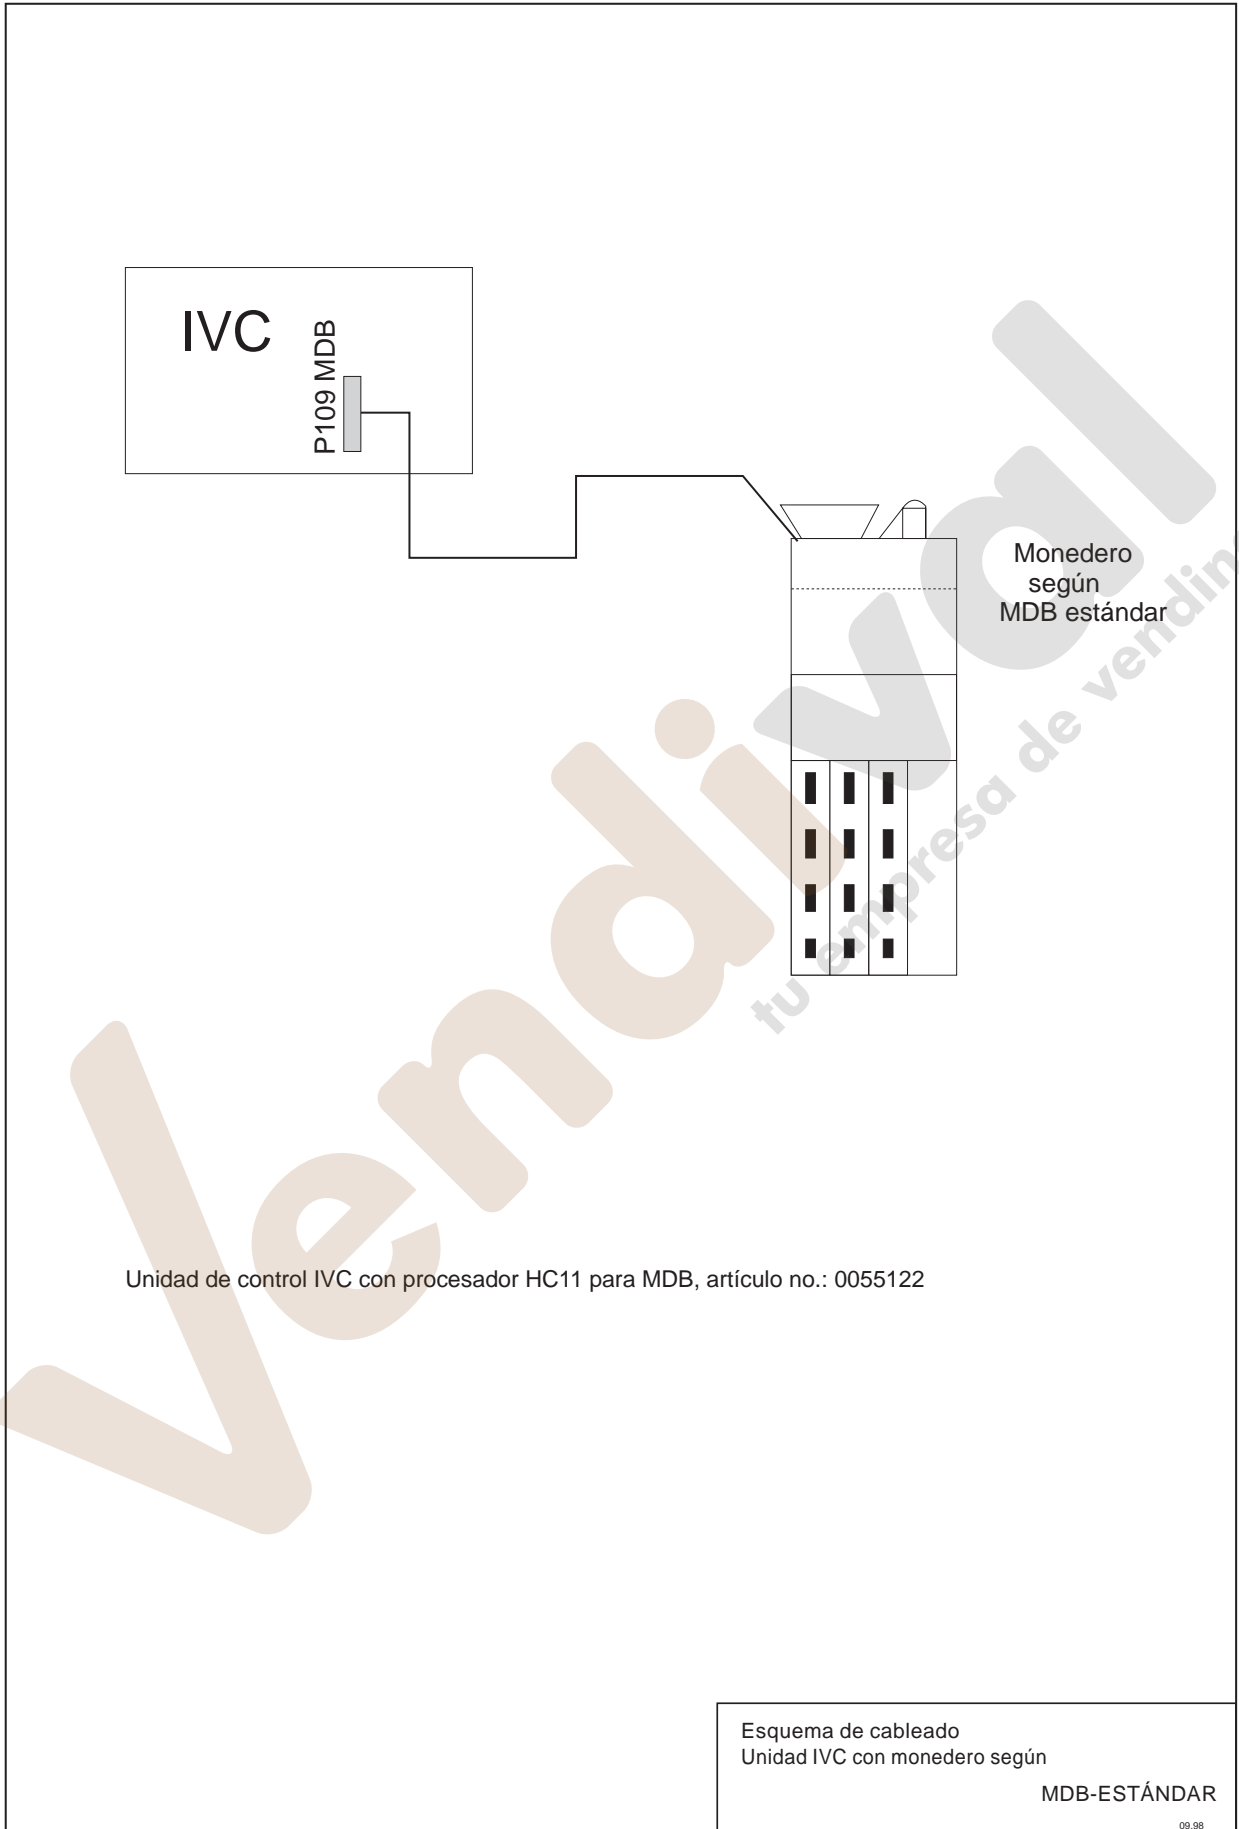 IVC
P109 MDB
Monedero
según
MDB estándar
Vendival
tu empresa de vending
Unidad de control IVC con procesador HC11 para MDB, artículo no.: 0055122
Esquema de cableado
Unidad IVC con monedero según
MDB-ESTÁNDAR
09.98